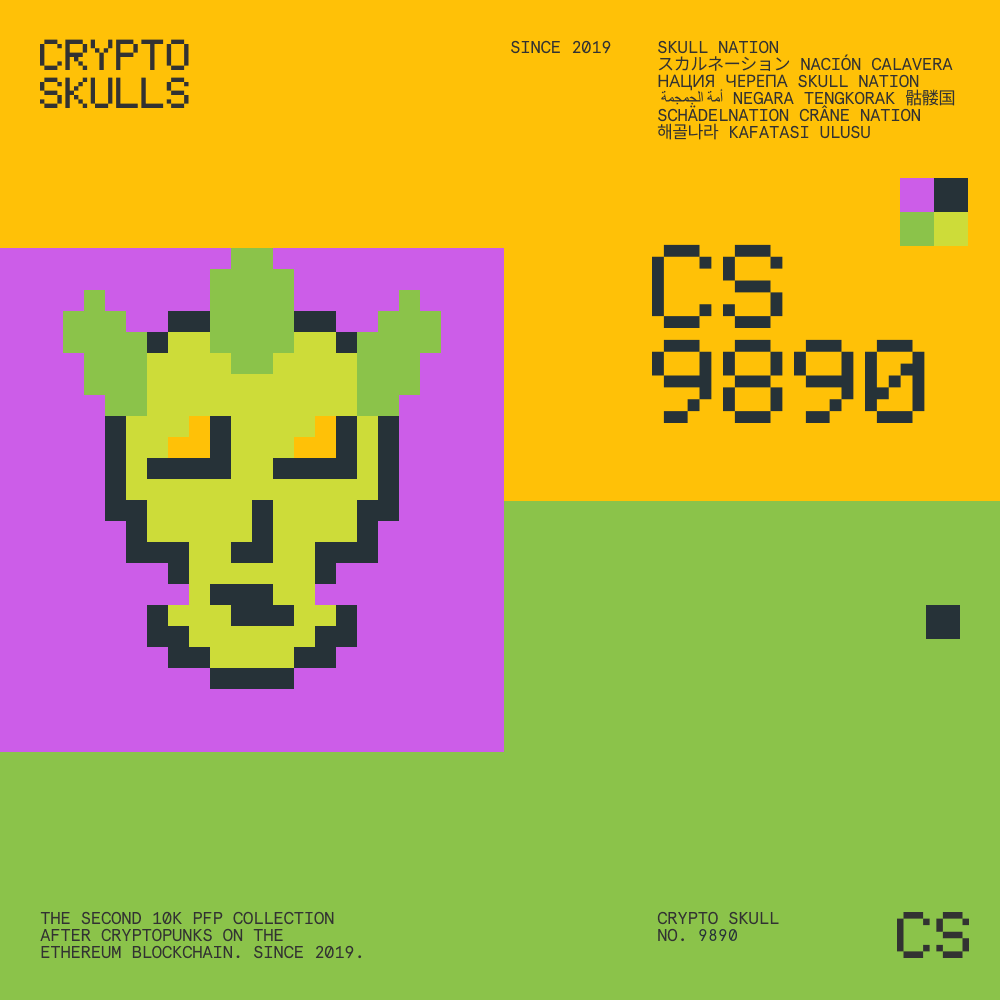 CRYPTO
SKULLS
SINCE 2019
SKULL NATION
スカルネーション NACIÓN CALAVERA
НАЦИЯ ЧЕРЕПА SKULL NATION
أمة الجمجمة NEGARA TENGKORAK 骷髅国
SCHÄDELNATION CRÂNE NATION
해골나라 KAFATASI ULUSU
CS
9890
THE SECOND 10K PFP COLLECTION
AFTER CRYPTOPUNKS ON THE
ETHEREUM BLOCKCHAIN. SINCE 2019.
CRYPTO SKULL
NO. 9890
CS